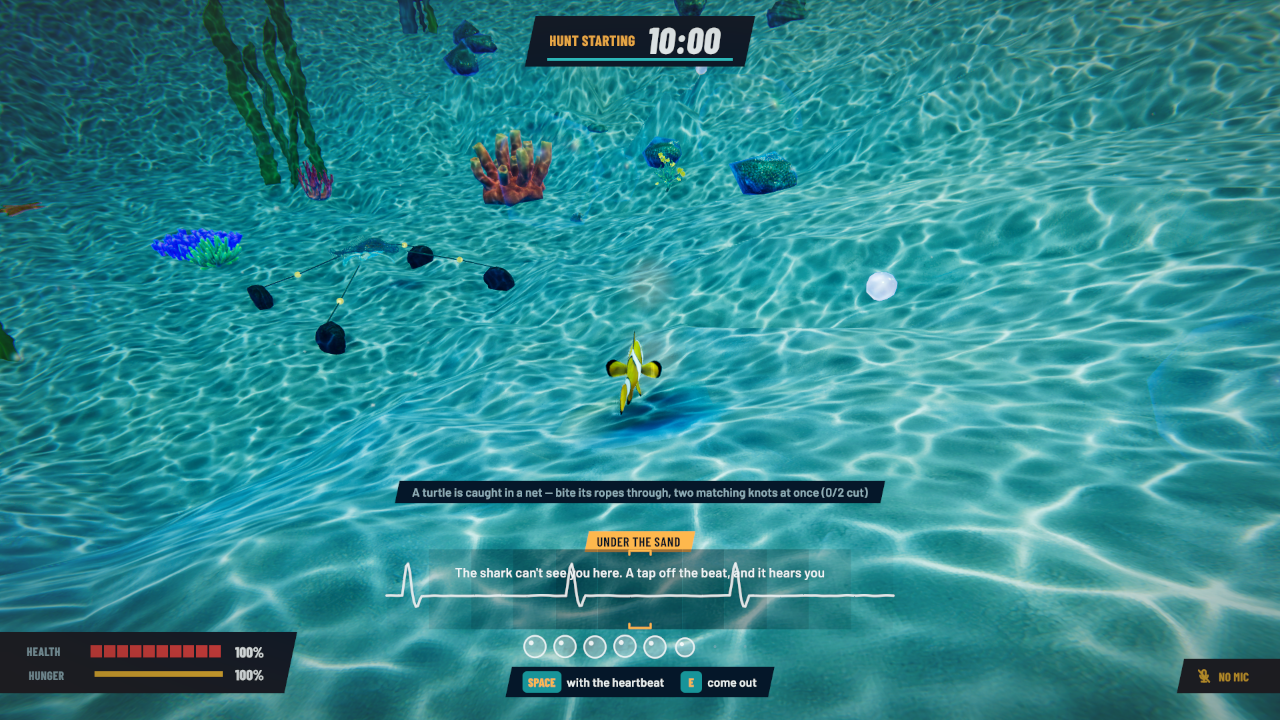 HUNT STARTING 10:00
A turtle is caught in a net — bite its ropes through, two matching knots at once (0/2 cut)
UNDER THE SAND
The shark can't see you here. A tap off the beat, and it hears you
HEALTH 100%
HUNGER 100%
SPACE with the heartbeat E come out
NO MIC